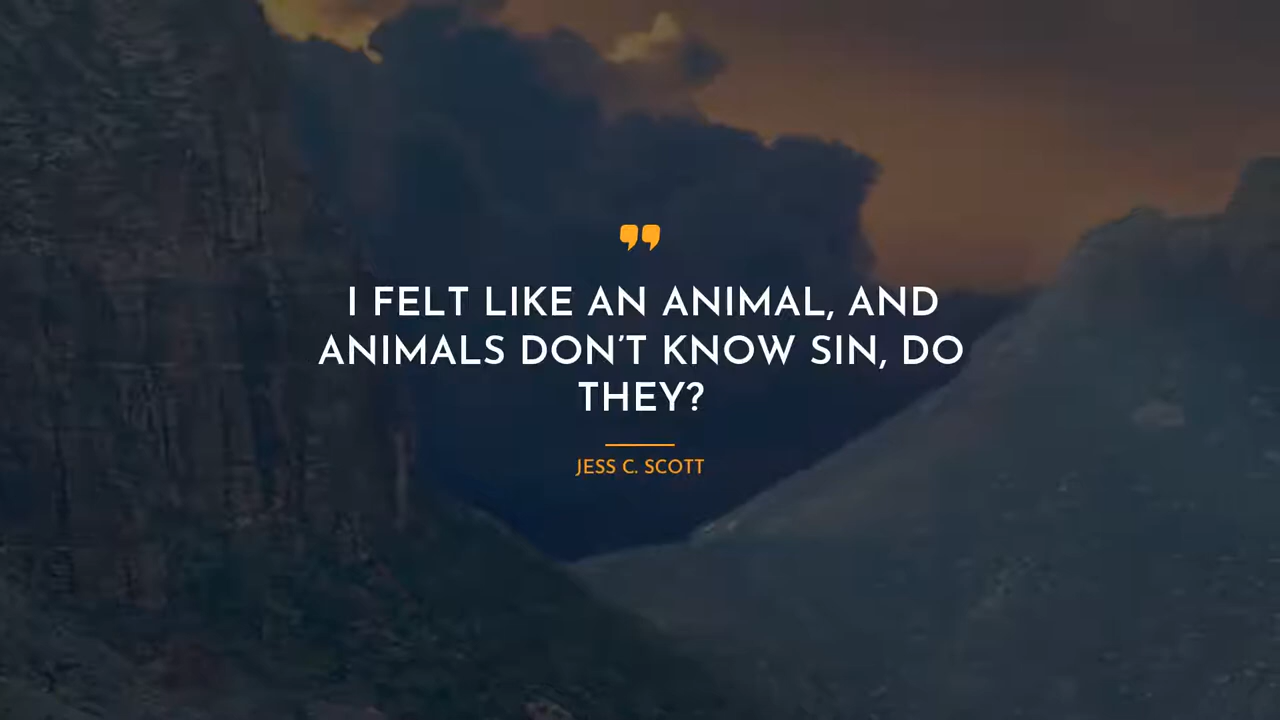 I FELT LIKE AN ANIMAL, AND
ANIMALS DON'T KNOW SIN, DO
THEY?
JESS C. SCOTT